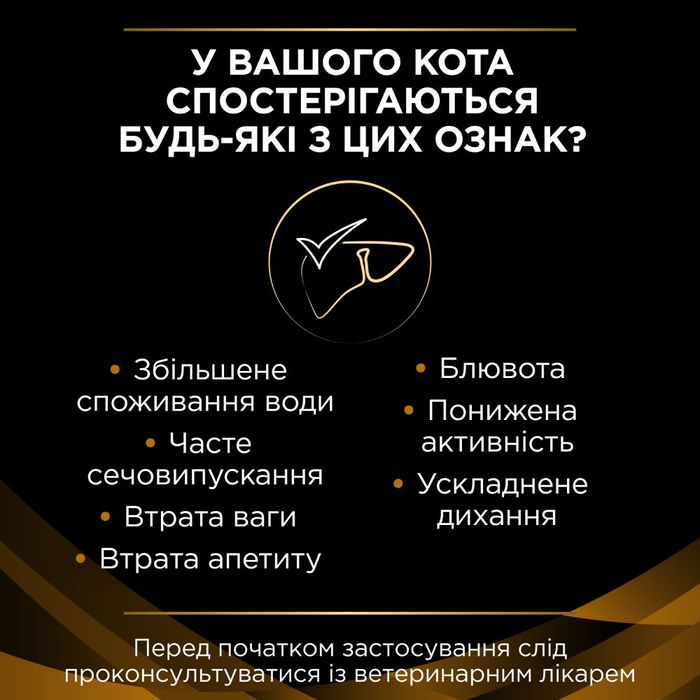 У ВАШОГО КОТА
СПОСТЕРІГАЮТЬСЯ
БУДЬ-ЯКІ З ЦИХ ОЗНАК?
• Збільшене
споживання води
• Часте
сечовипускання
• Втрата ваги
• Втрата апетиту
• Блювота
• Понижена
активність
• Ускладнене
дихання
Перед початком застосування слід
проконсультуватися із ветеринарним лікарем